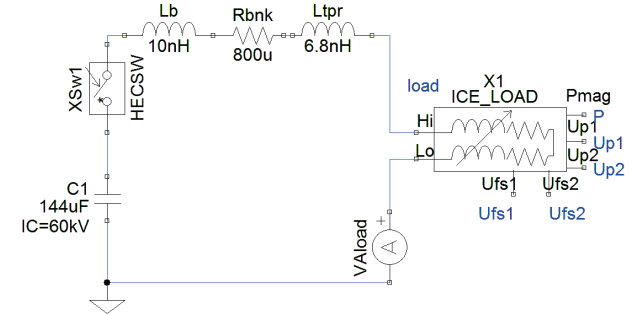 Lb
Rbnk
Ltpr
10nH
800u
6.8nH
XSw1
HECSW
load
X1
ICE_LOAD
Pmag
Hi
P
Up1
Up1
Lo
Up2
Up2
Ufs1
Ufs2
Ufs1
Ufs2
C1
144uF
IC=60kV
VAload
+
A